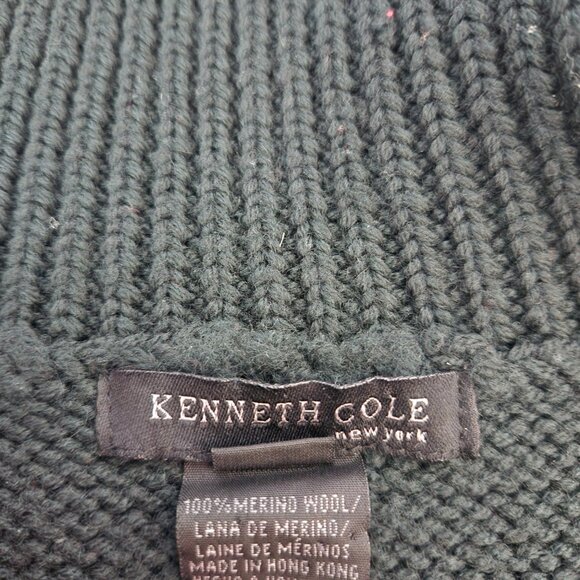 KENNETH COLE
new york
100% MERINO WOOL/
LANA DE MERINO/
LAINE DE MÉRINOS
MADE IN HONG KONG